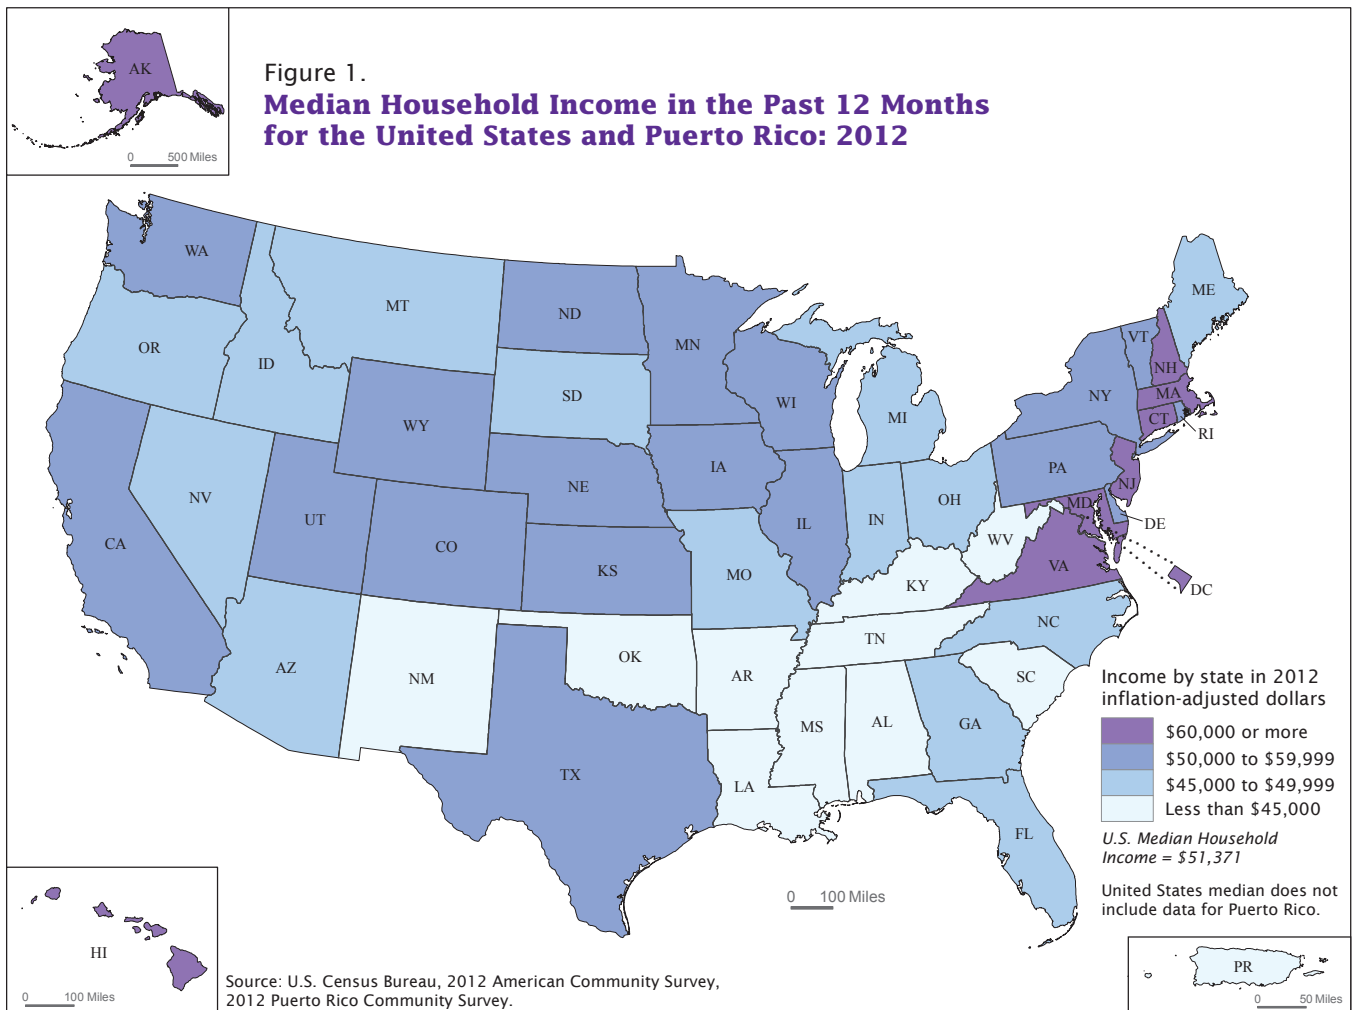 AK
0 500 Miles
Figure 1.
Median Household Income in the Past 12 Months
for the United States and Puerto Rico: 2012
WA
MT
ND
MN
ME
OR
ID
SD
WI
MI
VT
NH
NY
MA
CT
RI
WY
IA
NE
PA
NJ
NV
UT
CO
CA
IL
IN
OH
MD
DE
WV
VA
DC
KS
MO
KY
NC
TN
AZ
NM
OK
AR
SC
MS
AL
GA
TX
LA
FL
Income by state in 2012
inflation-adjusted dollars
$60,000 or more
$50,000 to $59,999
$45,000 to $49,999
Less than $45,000
U.S. Median Household
Income = $51,371
United States median does not
include data for Puerto Rico.
0 100 Miles
HI
0 100 Miles
Source: U.S. Census Bureau, 2012 American Community Survey,
2012 Puerto Rico Community Survey.
PR
0 50 Miles